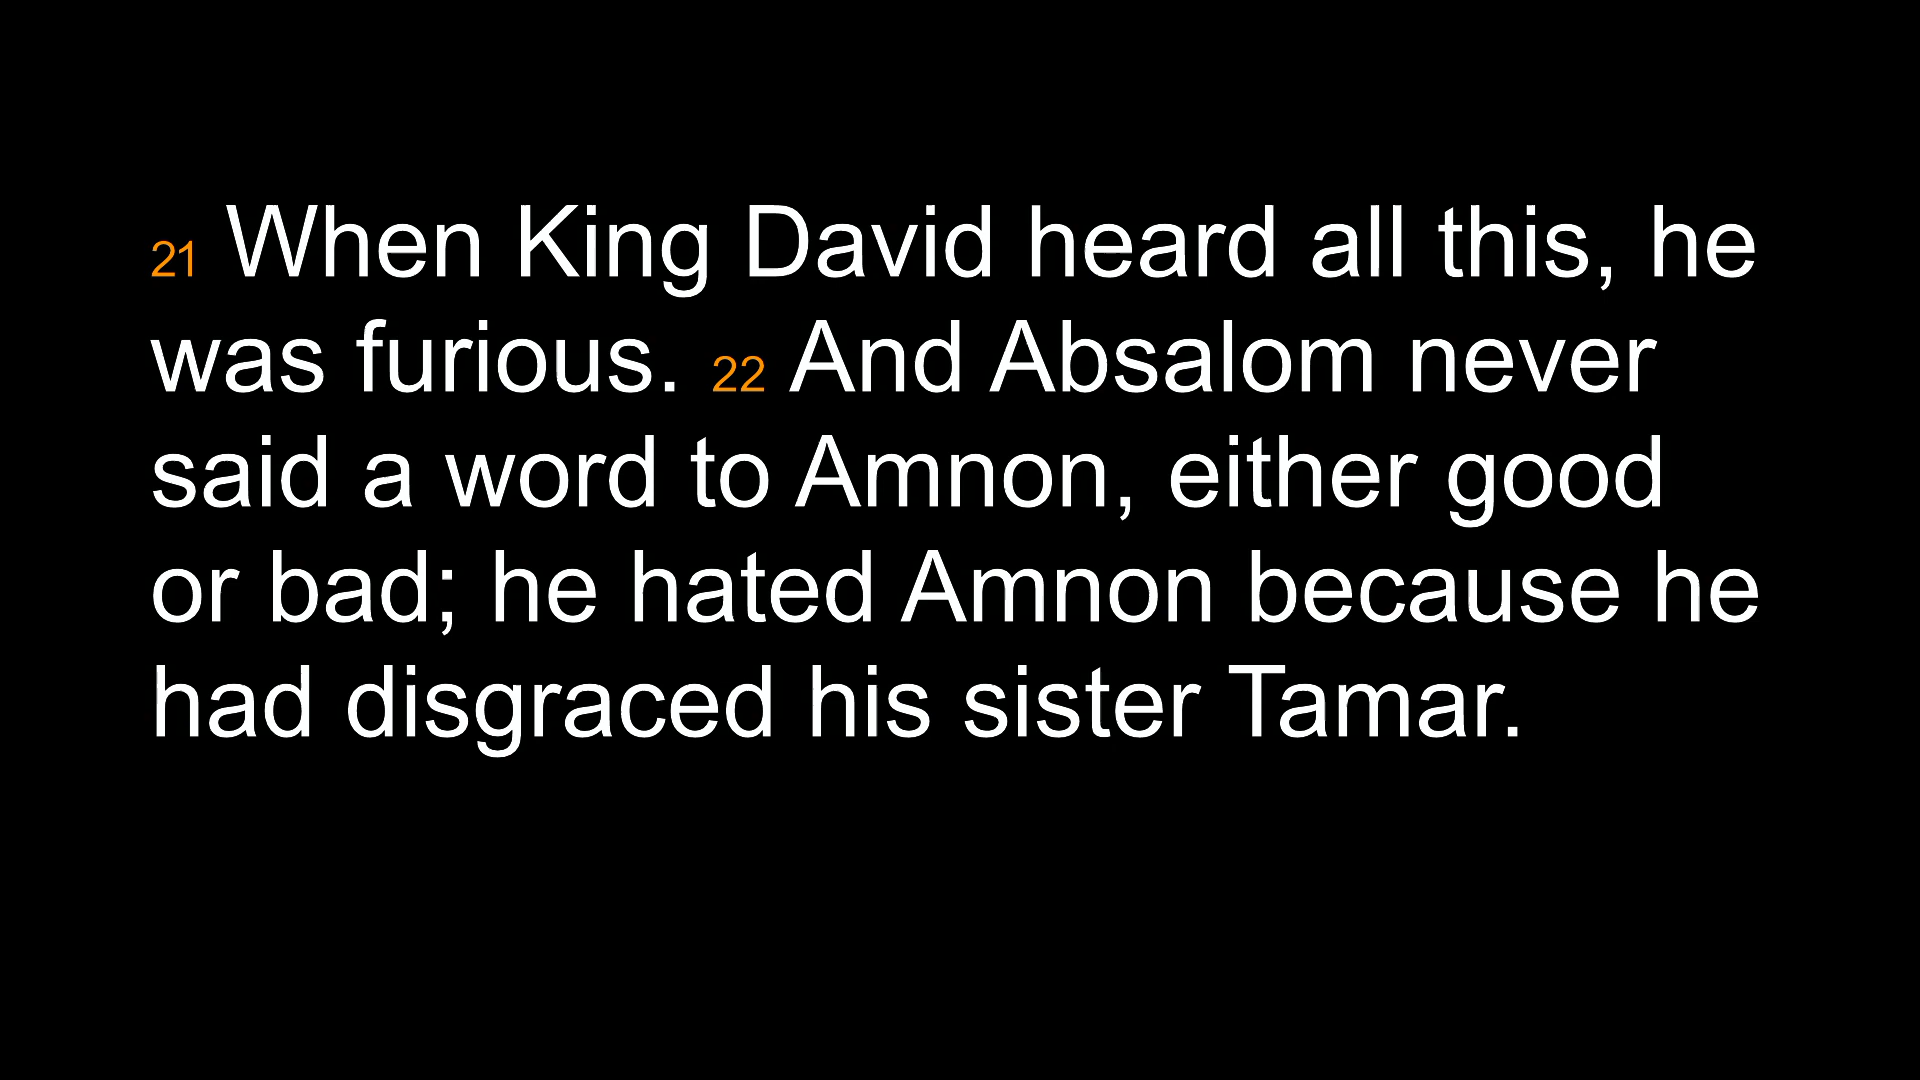 21 When King David heard all this, he
was furious. 22 And Absalom never
said a word to Amnon, either good
or bad; he hated Amnon because he
had disgraced his sister Tamar.